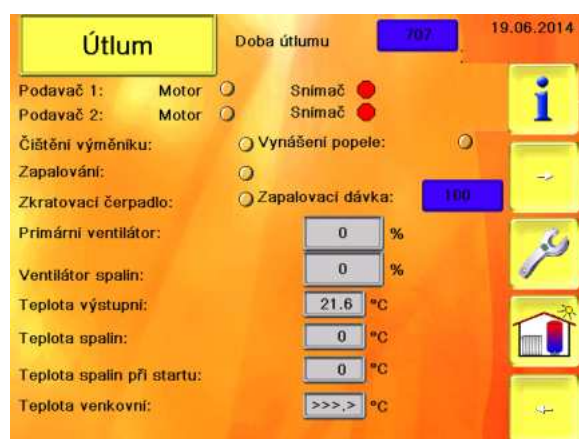 Útlum Doba útlumu 707 19.06.2014
Podavač 1: Motor Snímač
Podavač 2: Motor Snímač
Čištění výměníku: Vynášení popele:
Zapalování:
Zkratovací čerpadlo: Zapalovací dávka: 100
Primární ventilátor: 0 %
Ventilátor spalin: 0 %
Teplota výstupní: 21.6 °C
Teplota spalin: 0 °C
Teplota spalin při startu: 0 °C
Teplota venkovní: >>>.> °C